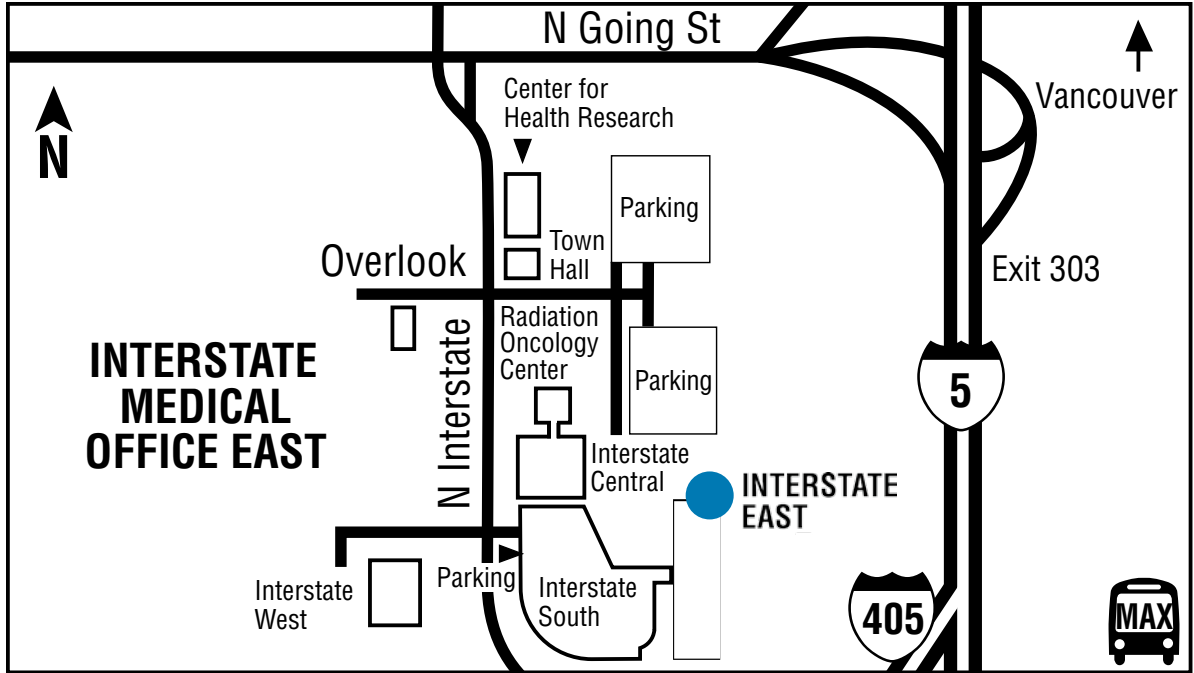 N Going St
Center for
Health Research
Vancouver
N
Parking
Town
Hall
Overlook
Exit 303
Radiation
Oncology
Center
N Interstate
INTERSTATE
MEDICAL
OFFICE EAST
Parking
5
Interstate
Central
INTERSTATE
EAST
Parking
Interstate
South
Interstate
West
405
MAX